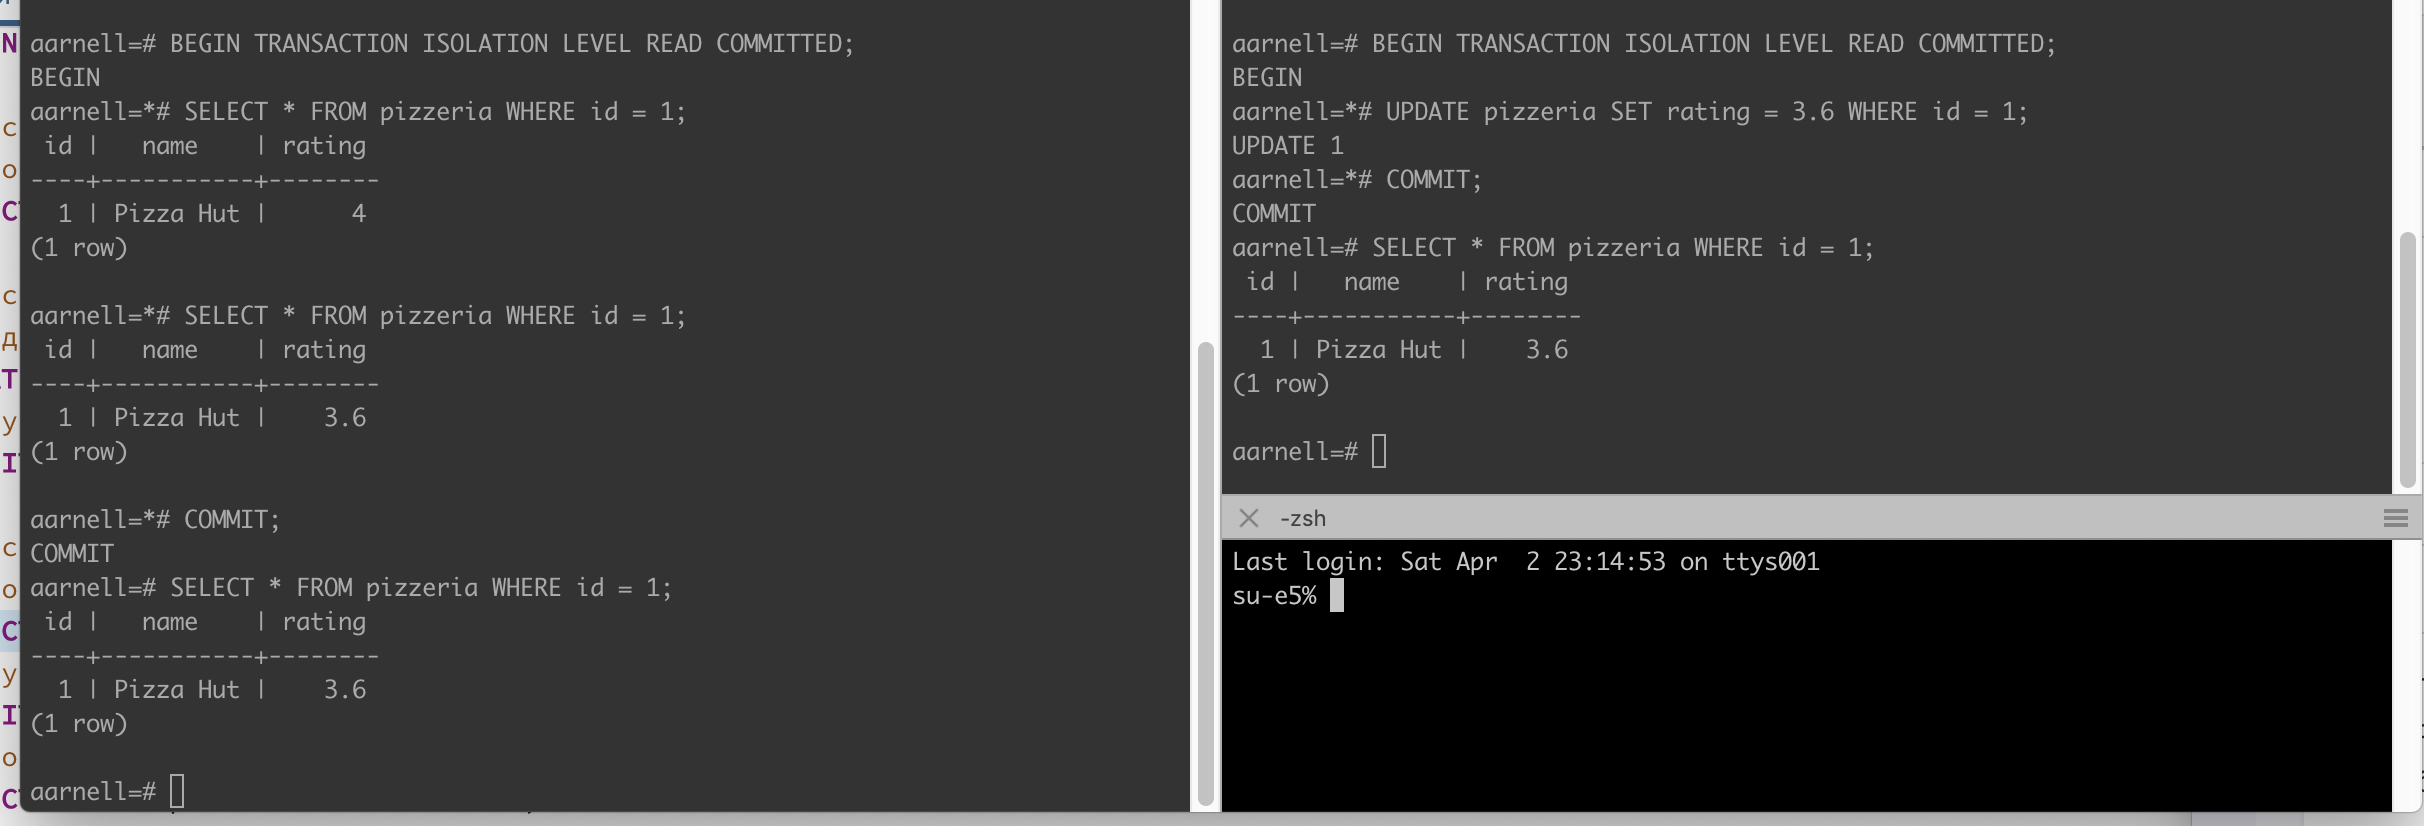 aarnell=# BEGIN TRANSACTION ISOLATION LEVEL READ COMMITTED;
BEGIN
aarnell=*# SELECT * FROM pizzeria WHERE id = 1;
 id |   name    | rating
----+-----------+--------
  1 | Pizza Hut |      4
(1 row)

aarnell=*# SELECT * FROM pizzeria WHERE id = 1;
 id |   name    | rating
----+-----------+--------
  1 | Pizza Hut |    3.6
(1 row)

aarnell=*# COMMIT;
COMMIT
aarnell=# SELECT * FROM pizzeria WHERE id = 1;
 id |   name    | rating
----+-----------+--------
  1 | Pizza Hut |    3.6
(1 row)

aarnell=#
aarnell=# BEGIN TRANSACTION ISOLATION LEVEL READ COMMITTED;
BEGIN
aarnell=*# UPDATE pizzeria SET rating = 3.6 WHERE id = 1;
UPDATE 1
aarnell=*# COMMIT;
COMMIT
aarnell=# SELECT * FROM pizzeria WHERE id = 1;
 id |   name    | rating
----+-----------+--------
  1 | Pizza Hut |    3.6
(1 row)

aarnell=#
-zsh
Last login: Sat Apr  2 23:14:53 on ttys001
su-e5%